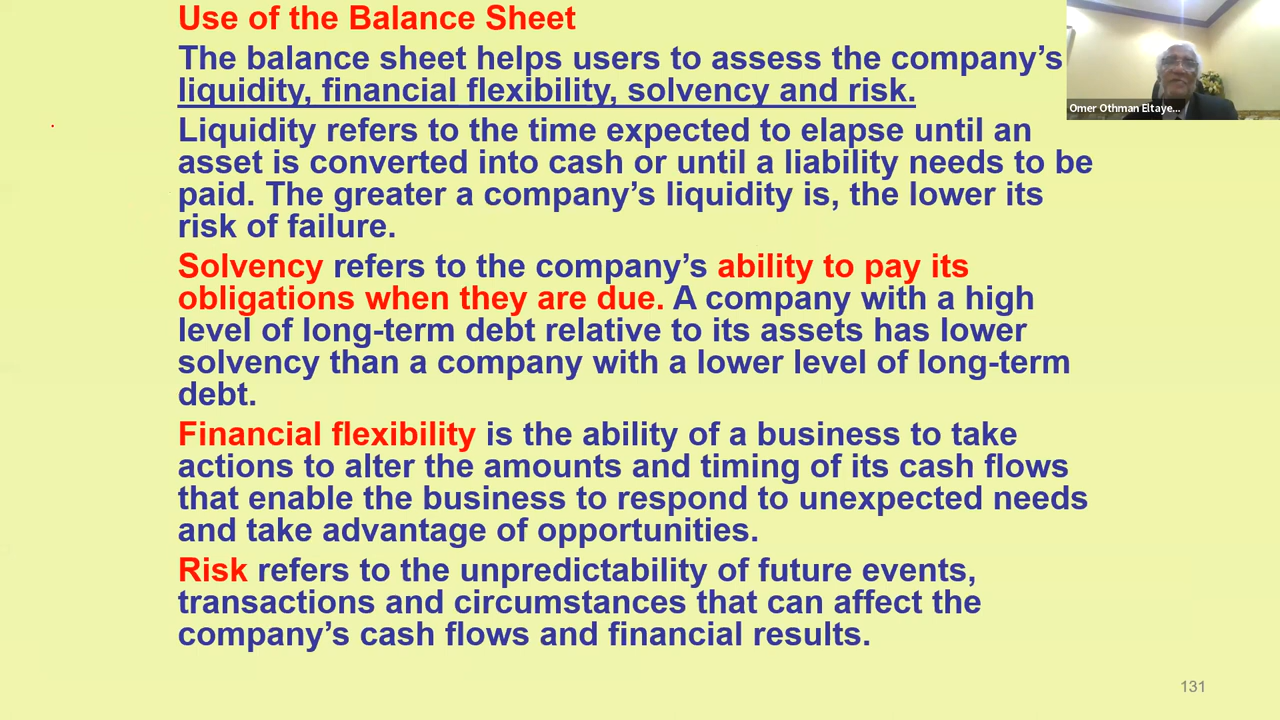 Use of the Balance Sheet
The balance sheet helps users to assess the company’s
liquidity, financial flexibility, solvency and risk.
Omer Othman Eltaye...
Liquidity refers to the time expected to elapse until an
asset is converted into cash or until a liability needs to be
paid. The greater a company’s liquidity is, the lower its
risk of failure.
Solvency refers to the company’s ability to pay its
obligations when they are due. A company with a high
level of long-term debt relative to its assets has lower
solvency than a company with a lower level of long-term
debt.
Financial flexibility is the ability of a business to take
actions to alter the amounts and timing of its cash flows
that enable the business to respond to unexpected needs
and take advantage of opportunities.
Risk refers to the unpredictability of future events,
transactions and circumstances that can affect the
company’s cash flows and financial results.
131